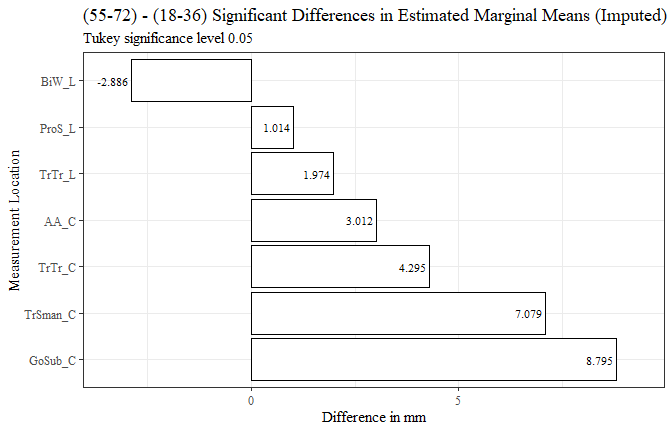 (55-72) - (18-36) Significant Differences in Estimated Marginal Means (Imputed)
Tukey significance level 0.05
Measurement Location
BiW_L
-2.886
ProS_L
1.014
TrTr_L
1.974
AA_C
3.012
TrTr_C
4.295
TrSman_C
7.079
GoSub_C
8.795
0
5
Difference in mm